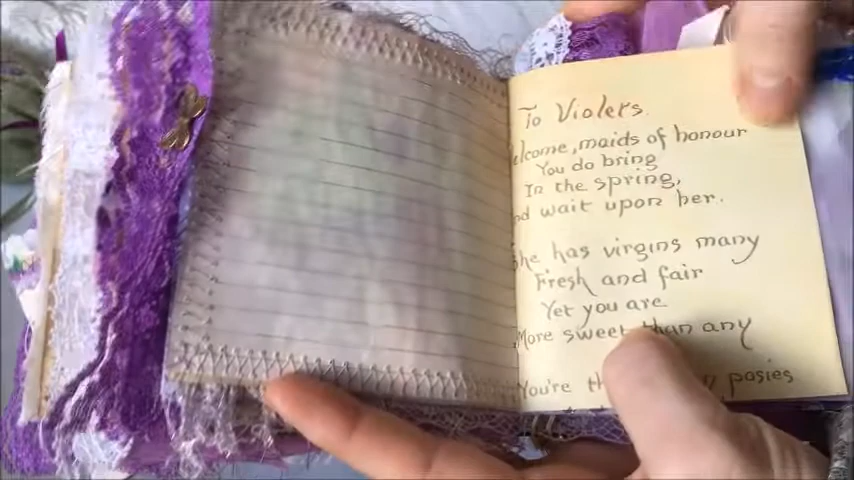 To Violets.
elcome, maids of honour
You do bring
In the spring,
nd wait upon her.
he has virgins many,
Fresh, and fair;
Yet you are
More sweet than any
You're posies